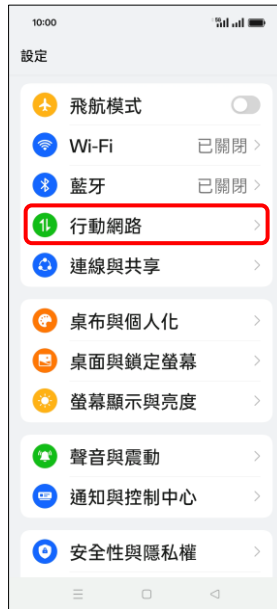 10:00
設定
飛航模式
Wi-Fi 已關閉
藍牙 已關閉
行動網路
連線與共享
桌布與個人化
桌面與鎖定螢幕
螢幕顯示與亮度
聲音與震動
通知與控制中心
安全性與隱私權